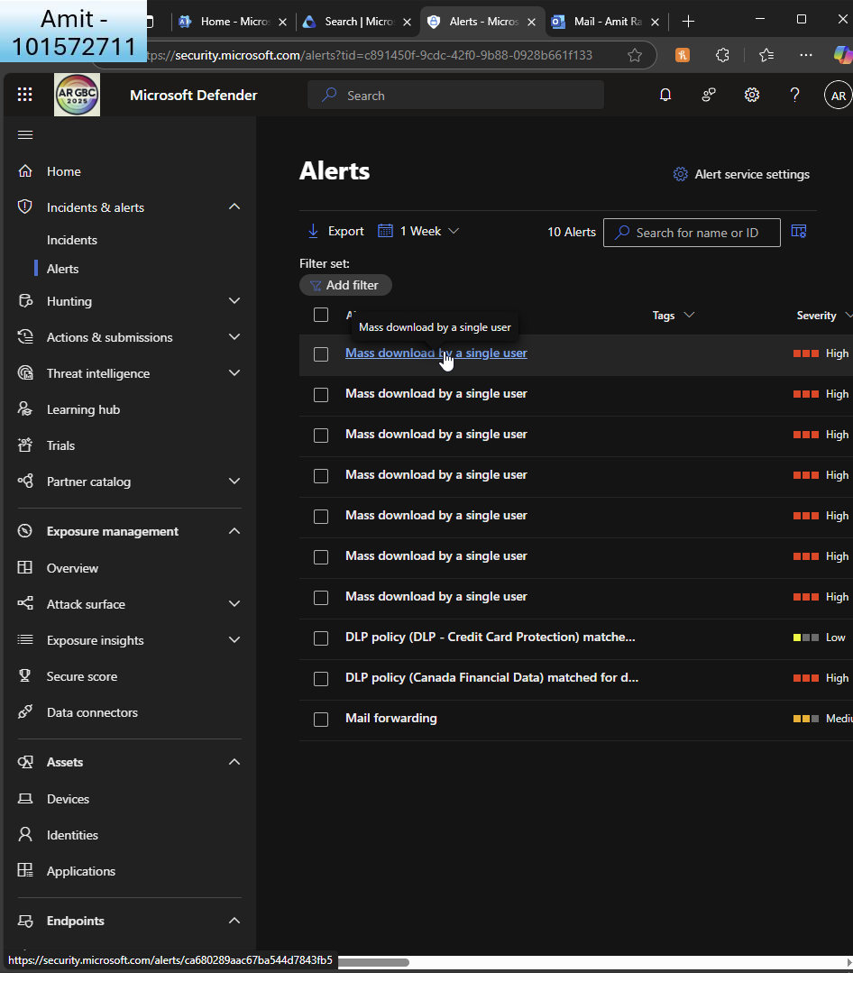 Amit -
101572711
Home - Micros
Search | Micro
Alerts - Micros
Mail - Amit Ra
tps://security.microsoft.com/alerts?tid=c891450f-9cdc-42f0-9b88-0928b661f133
AR GBC
2025
Microsoft Defender
Search
AR
Home
Incidents & alerts
Incidents
Alerts
Hunting
Actions & submissions
Threat intelligence
Learning hub
Trials
Partner catalog
Exposure management
Overview
Attack surface
Exposure insights
Secure score
Data connectors
Assets
Devices
Identities
Applications
Endpoints
Alerts
Alert service settings
Export
1 Week
10 Alerts
Search for name or ID
Filter set:
Add filter
Tags
Severity
Mass download by a single user
Mass download by a single user High
Mass download by a single user High
Mass download by a single user High
Mass download by a single user High
Mass download by a single user High
Mass download by a single user High
Mass download by a single user High
DLP policy (DLP - Credit Card Protection) matche... Low
DLP policy (Canada Financial Data) matched for d... High
Mail forwarding Mediu
https://security.microsoft.com/alerts/ca680289aac67ba544d7843fb5